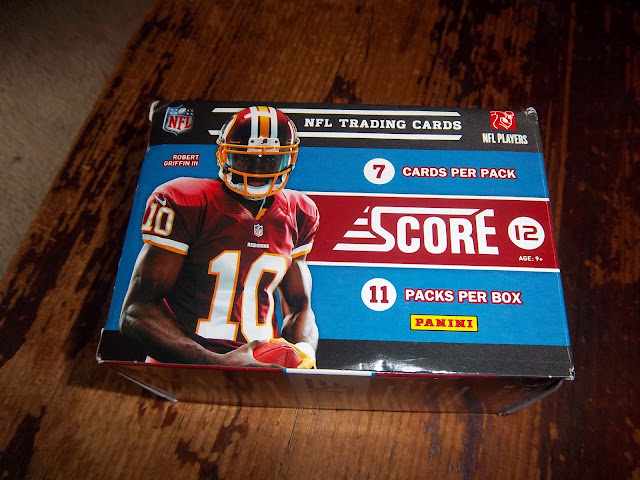 NFL
NFL TRADING CARDS
NFL PLAYERS
ROBERT
GRIFFIN III
7 CARDS PER PACK
10
SCORE 12
AGE: 9+
REDSKINS
10
11 PACKS PER BOX
PANINI